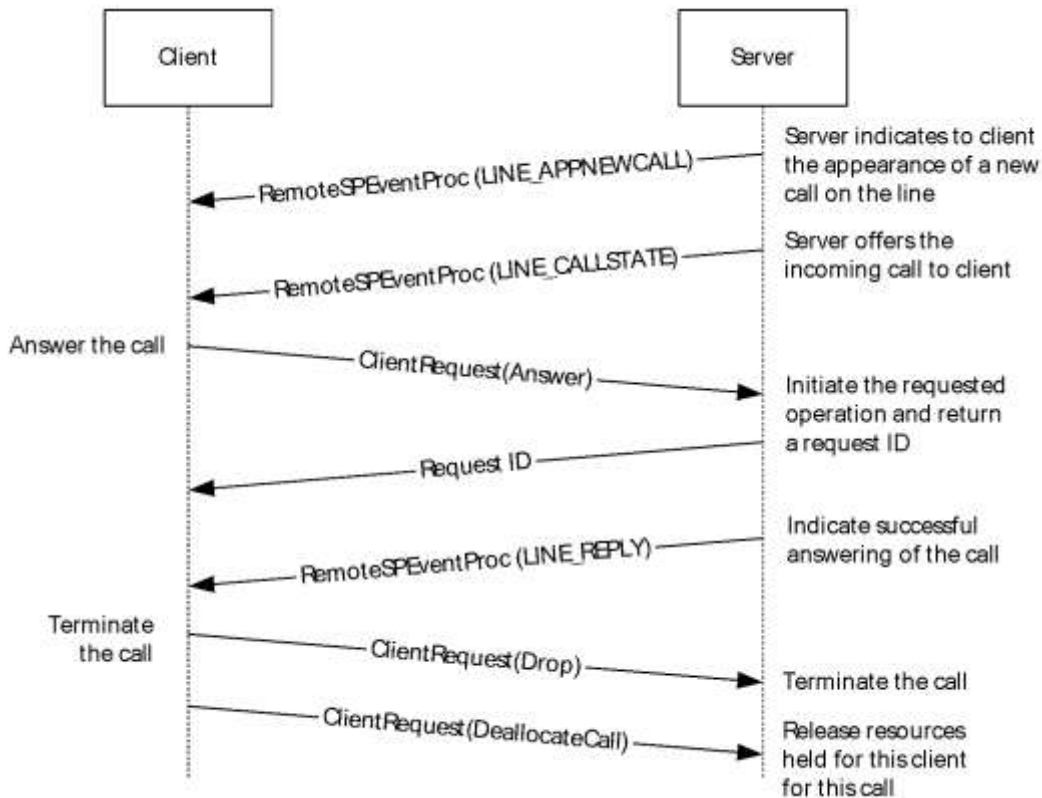 Client
Server
Server indicates to client
the appearance of a new
call on the line
RemoteSPEventProc (LINE_APPNEWCALL)
Server offers the
incoming call to client
RemoteSPEventProc (LINE_CALLSTATE)
Answer the call
ClientRequest(Answer)
Initiate the requested
operation and return
a request ID
Request ID
Indicate successful
answering of the call
RemoteSPEventProc (LINE_REPLY)
Terminate
the call
ClientRequest(Drop)
Terminate the call
ClientRequest(DeallocateCall)
Release resources
held for this client
for this call